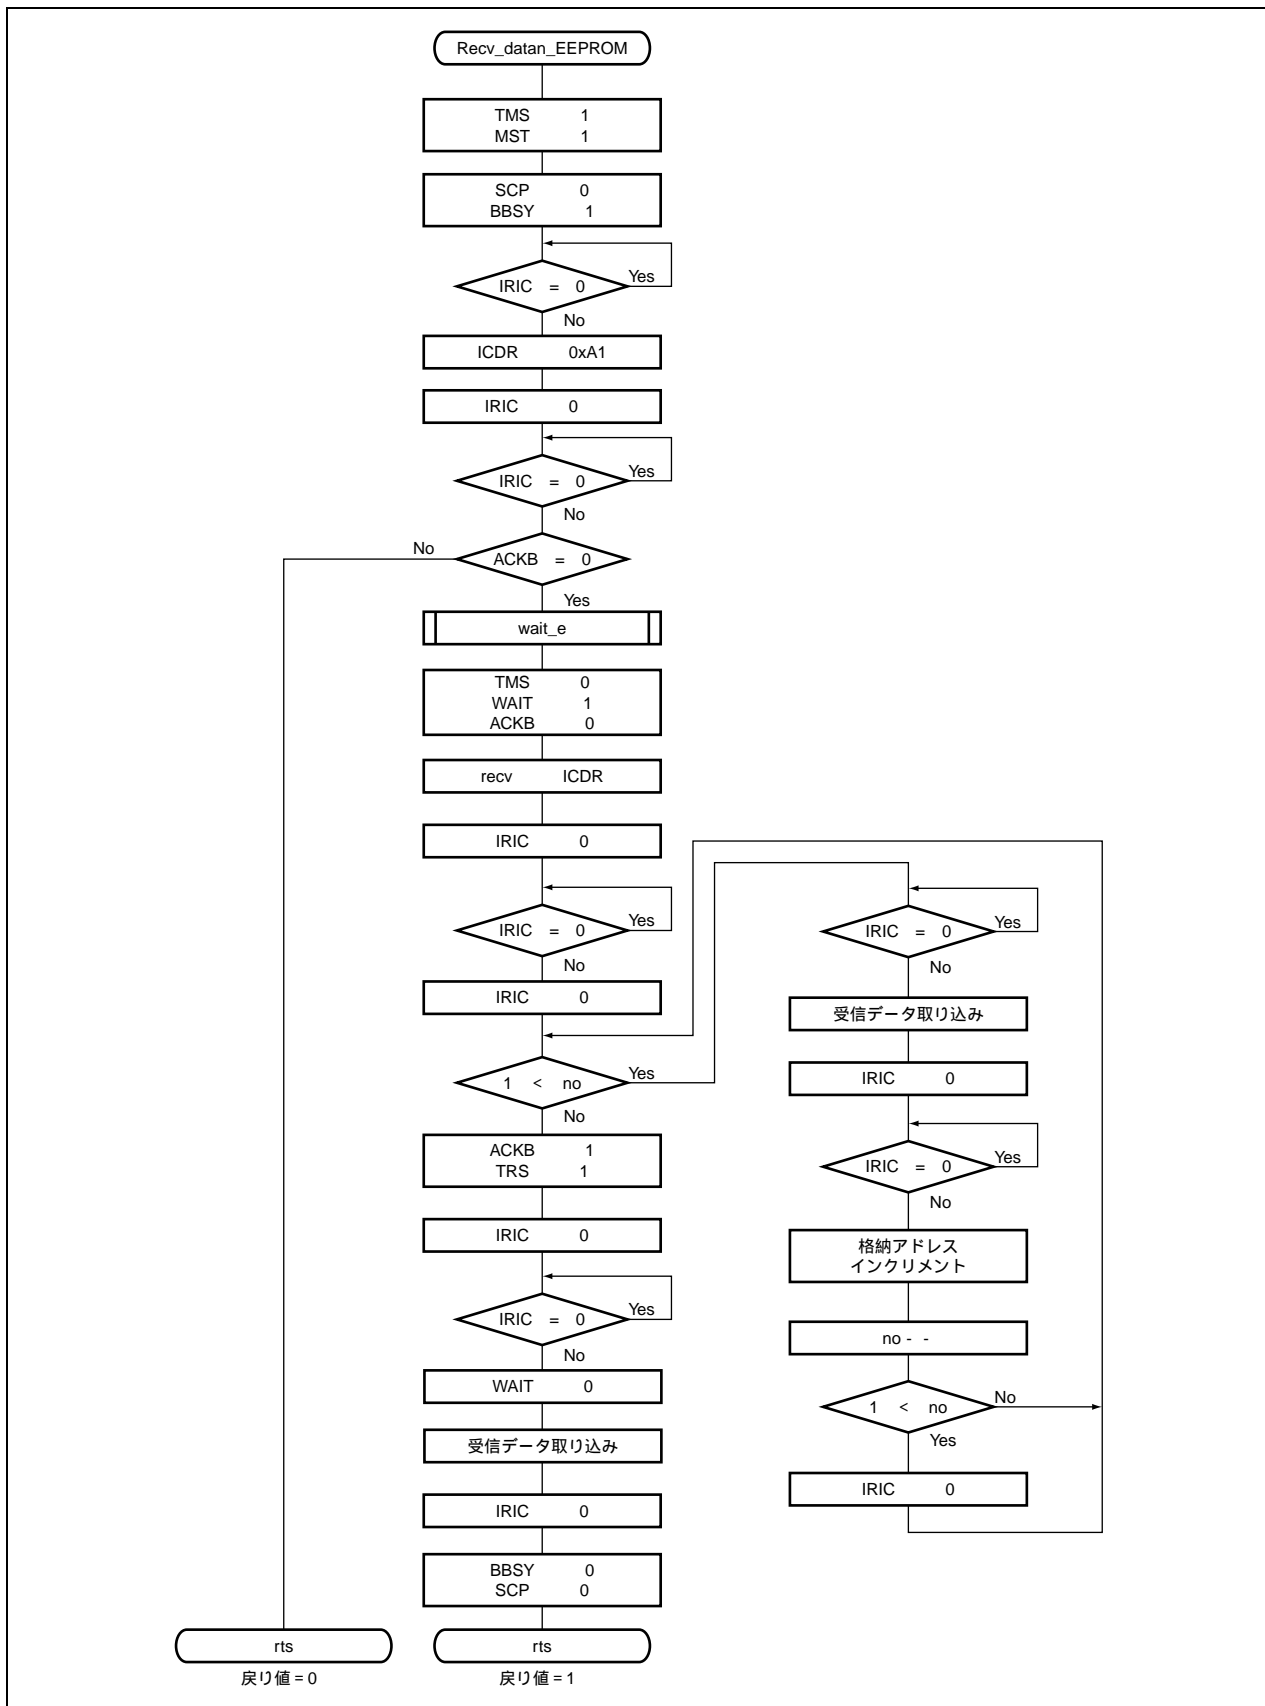 Recv_datan_EEPROM
TMS 1
MST 1
SCP 0
BBSY 1
IRIC = 0
Yes
No
ICDR 0xA1
IRIC 0
IRIC = 0
Yes
No
ACKB = 0
No
Yes
wait_e
TMS 0
WAIT 1
ACKB 0
recv ICDR
IRIC 0
IRIC = 0
Yes
No
IRIC 0
1 < no
Yes
No
ACKB 1
TRS 1
IRIC 0
IRIC = 0
Yes
No
WAIT 0
受信データ取り込み
IRIC 0
BBSY 0
SCP 0
rts
戻り値 = 1
rts
戻り値 = 0
IRIC = 0
Yes
No
受信データ取り込み
IRIC 0
IRIC = 0
Yes
No
格納アドレス
インクリメント
no - -
1 < no
No
Yes
IRIC 0